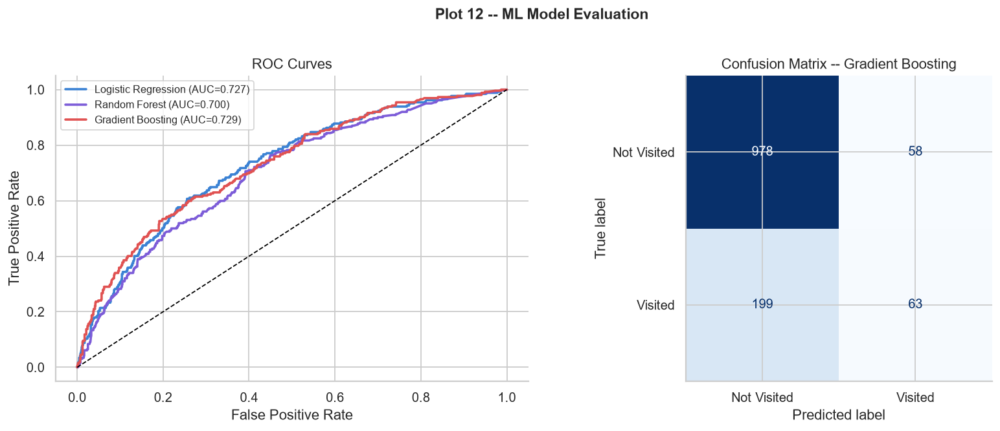 Plot 12 -- ML Model Evaluation
ROC Curves
Logistic Regression (AUC=0.727)
Random Forest (AUC=0.700)
Gradient Boosting (AUC=0.729)
1.0
0.8
0.6
0.4
0.2
0.0
True Positive Rate
0.0 0.2 0.4 0.6 0.8 1.0
False Positive Rate
Confusion Matrix -- Gradient Boosting
True label
Not Visited 978 58
Visited 199 63
Not Visited Visited
Predicted label